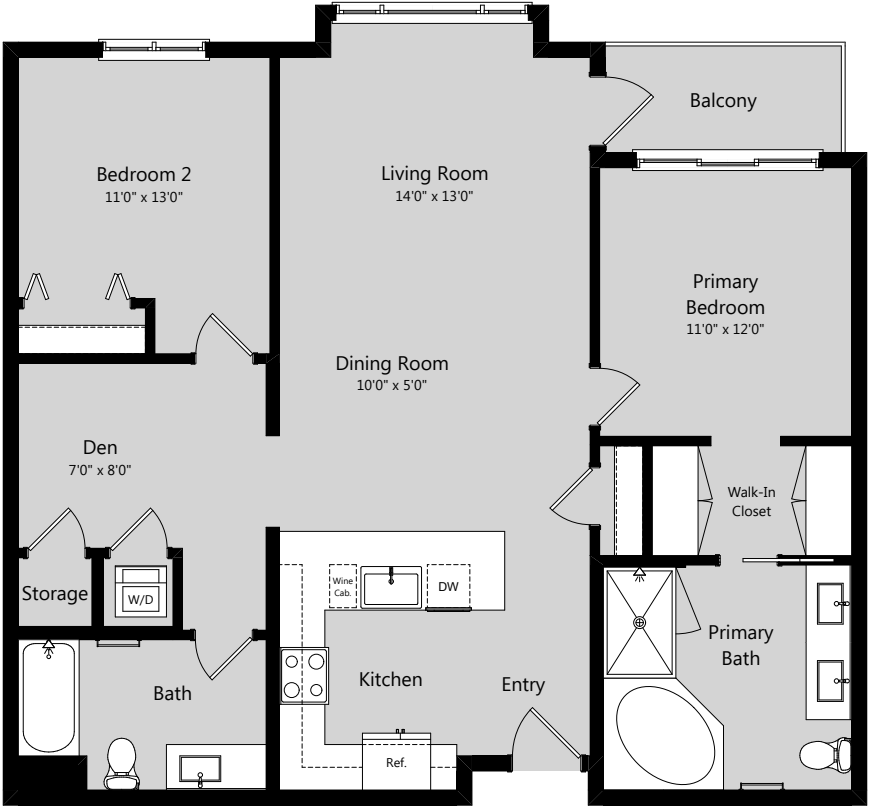 Balcony
Bedroom 2
11'0" x 13'0"
Living Room
14'0" x 13'0"
Primary
Bedroom
11'0" x 12'0"
Dining Room
10'0" x 5'0"
Den
7'0" x 8'0"
Walk-In
Closet
Storage
W/D
Wine
Cab.
DW
Primary
Bath
Bath
Kitchen
Entry
Ref.